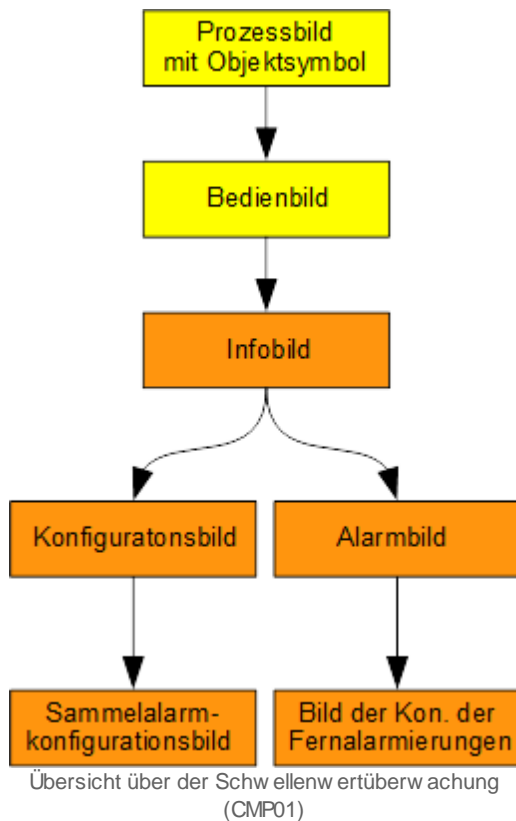 Prozessbild
mit Objektsymbol
Bedienbild
Infobild
Konfiguratonsbild
Alarmbild
Sammelalarm-
konfigurationsbild
Bild der Kon. der
Fernalarmierungen
Übersicht über der Schw ellenw ertüberw achung
(CMP01)